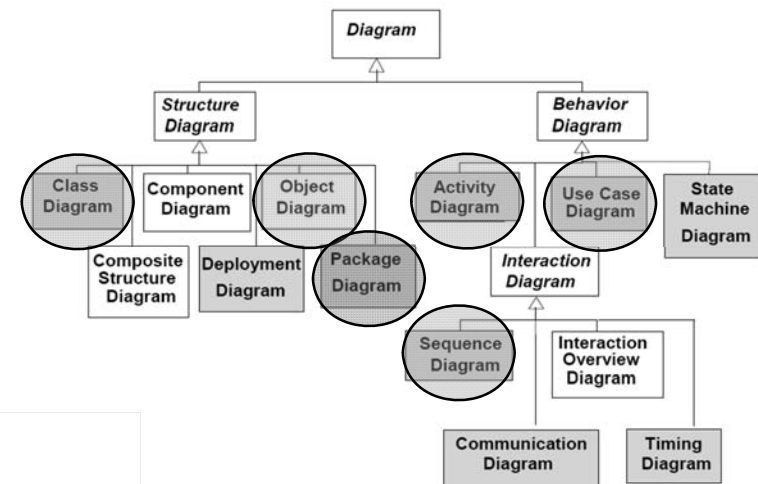 Diagram
Structure
Diagram
Behavior
Diagram
Class
Diagram
Component
Diagram
Object
Diagram
Activity
Diagram
Use Case
Diagram
State
Machine
Diagram
Composite
Structure
Diagram
Deployment
Diagram
Package
Diagram
Interaction
Diagram
Sequence
Diagram
Interaction
Overview
Diagram
Communication
Diagram
Timing
Diagram